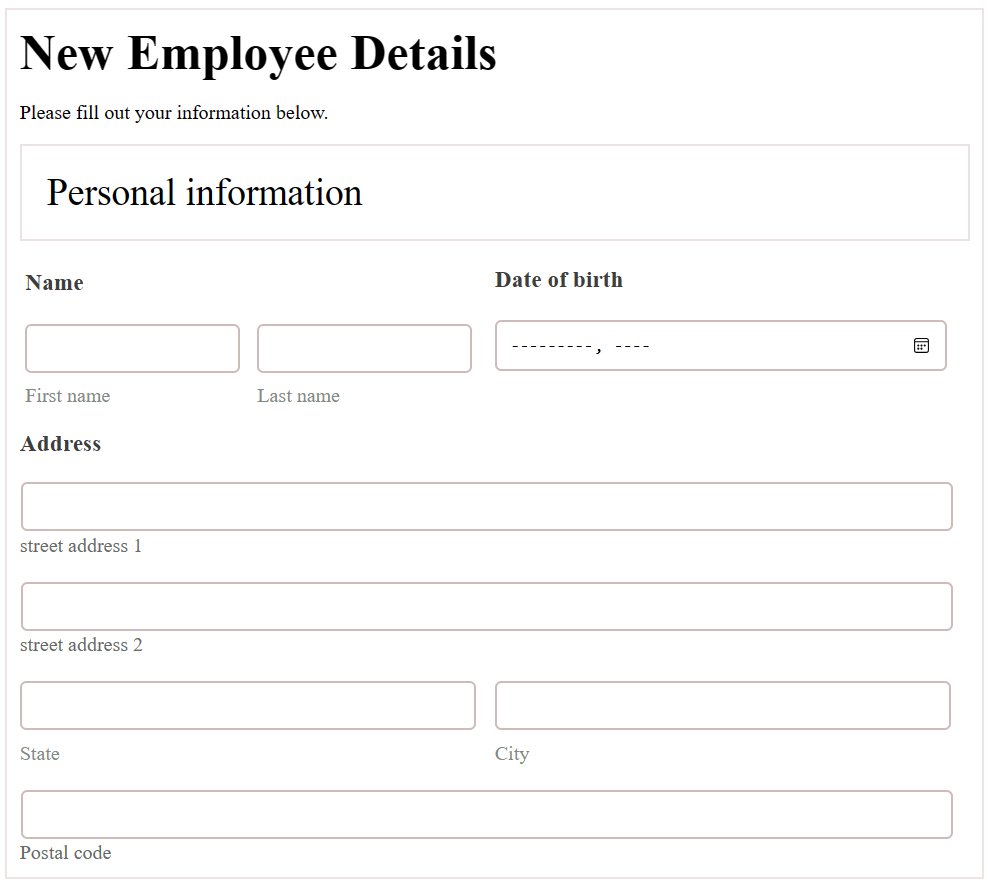 New Employee Details
Please fill out your information below.
Personal information
Name
Date of birth
---------, ----
First name
Last name
Address
street address 1
street address 2
State
City
Postal code